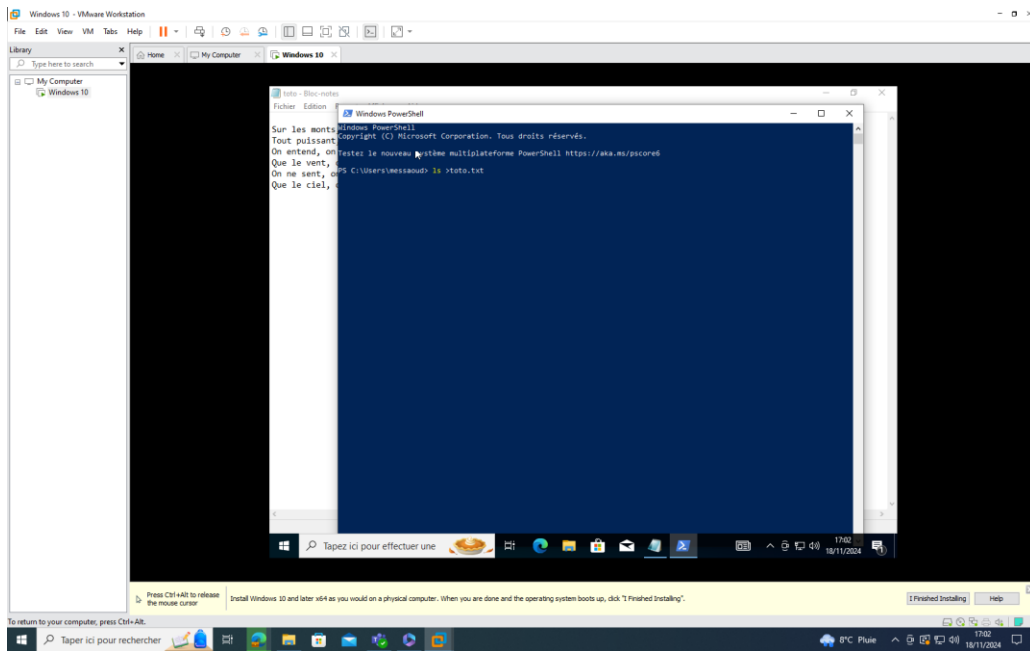 Windows 10 - VMware Workstation
File Edit View VM Tabs Help
Library
Type here to search
My Computer
Windows 10
Home
My Computer
Windows 10
toto - Bloc-notes
Fichier Edition
Sur les monts
Tout puissant
On entend, on
Que le vent,
On ne sent, o
Que le ciel,
Windows PowerShell
Windows PowerShell
Copyright (C) Microsoft Corporation. Tous droits réservés.
Testez le nouveau système multiplateforme PowerShell https://aka.ms/pscore6
PS C:\Users\messaoud> ls >toto.txt
Tapez ici pour effectuer une
17:02
18/11/2024
Press Ctrl+Alt to release
the mouse cursor
Install Windows 10 and later x64 as you would on a physical computer. When you are done and the operating system boots up, click "I Finished Installing".
I Finished Installing
Help
To return to your computer, press Ctrl+Alt.
Taper ici pour rechercher
8°C Pluie
17:02
18/11/2024